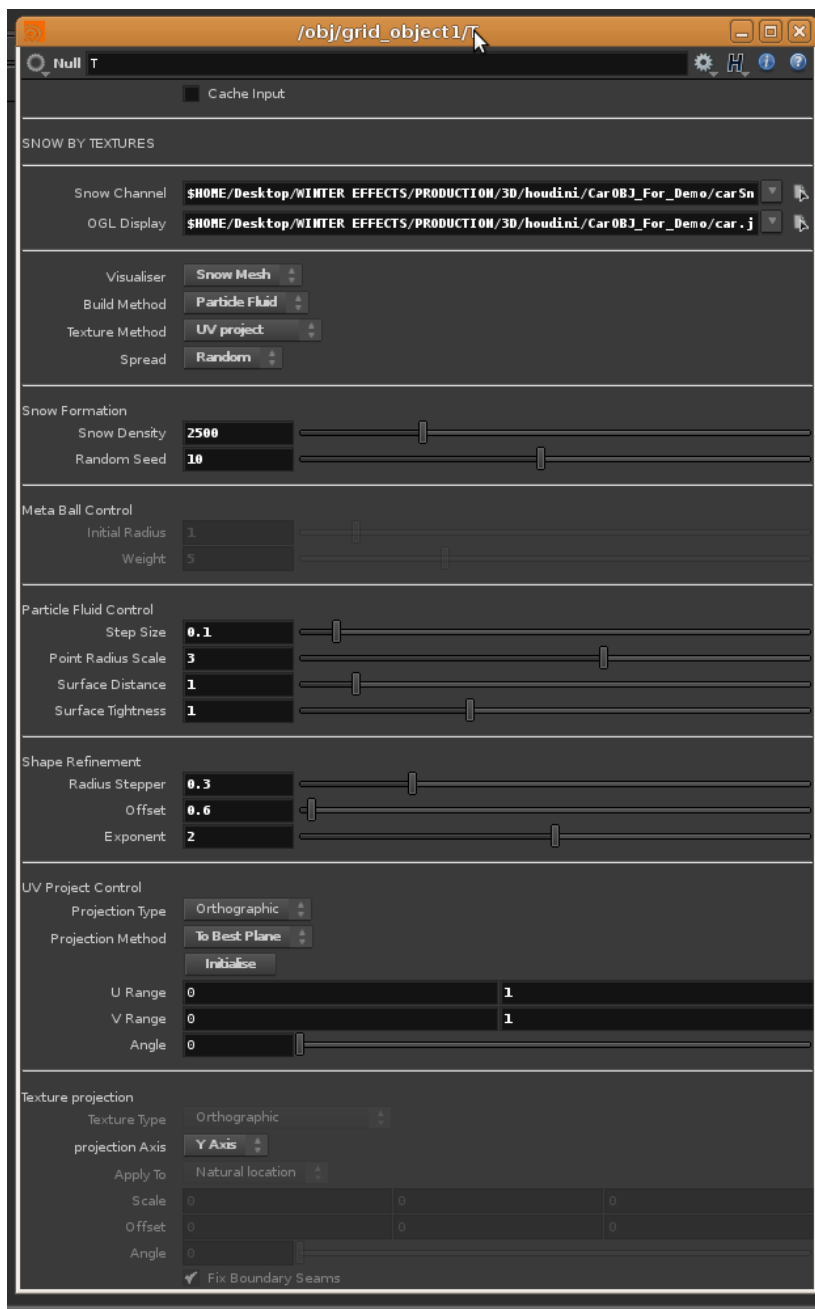 /obj/grid_object1/T
Null T
Cache Input
SNOW BY TEXTURES
Snow Channel $HOME/Desktop/WINTER EFFECTS/PRODUCTION/3D/houdini/CarOBJ_For_Demo/carSn
OGL Display $HOME/Desktop/WINTER EFFECTS/PRODUCTION/3D/houdini/CarOBJ_For_Demo/car.j
Visualiser Snow Mesh
Build Method Particle Fluid
Texture Method UV project
Spread Random
Snow Formation
Snow Density 2500
Random Seed 10
Meta Ball Control
Initial Radius 1
Weight 5
Particle Fluid Control
Step Size 0.1
Point Radius Scale 3
Surface Distance 1
Surface Tightness 1
Shape Refinement
Radius Stepper 0.3
Offset 0.6
Exponent 2
UV Project Control
Projection Type Orthographic
Projection Method To Best Plane
Initialise
U Range 0 1
V Range 0 1
Angle 0
Texture projection
Texture Type Orthographic
projection Axis Y Axis
Apply To Natural location
Scale 0 0 0
Offset 0 0 0
Angle 0
Fix Boundary Seams